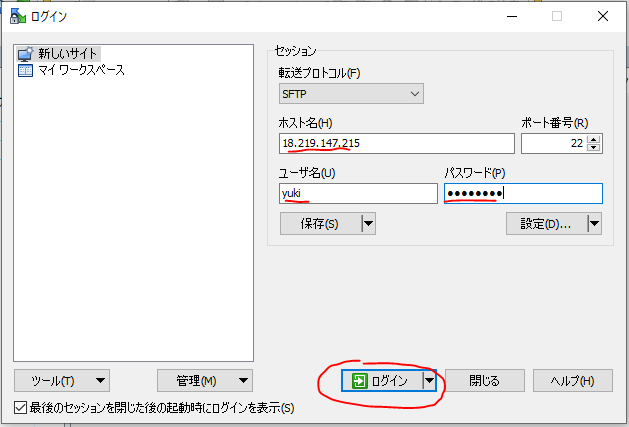 ログイン
新しいサイト
マイ ワークスペース
セッション
転送プロトコル(F)
SFTP
ホスト名(H)
ポート番号(R)
18.219.147.215
22
ユーザ名(U)
パスワード(P)
yuki
●●●●●●●●
保存(S)
設定(D)...
ツール(T)
管理(M)
ログイン
閉じる
ヘルプ(H)
最後のセッションを閉じた後の起動時にログインを表示(S)